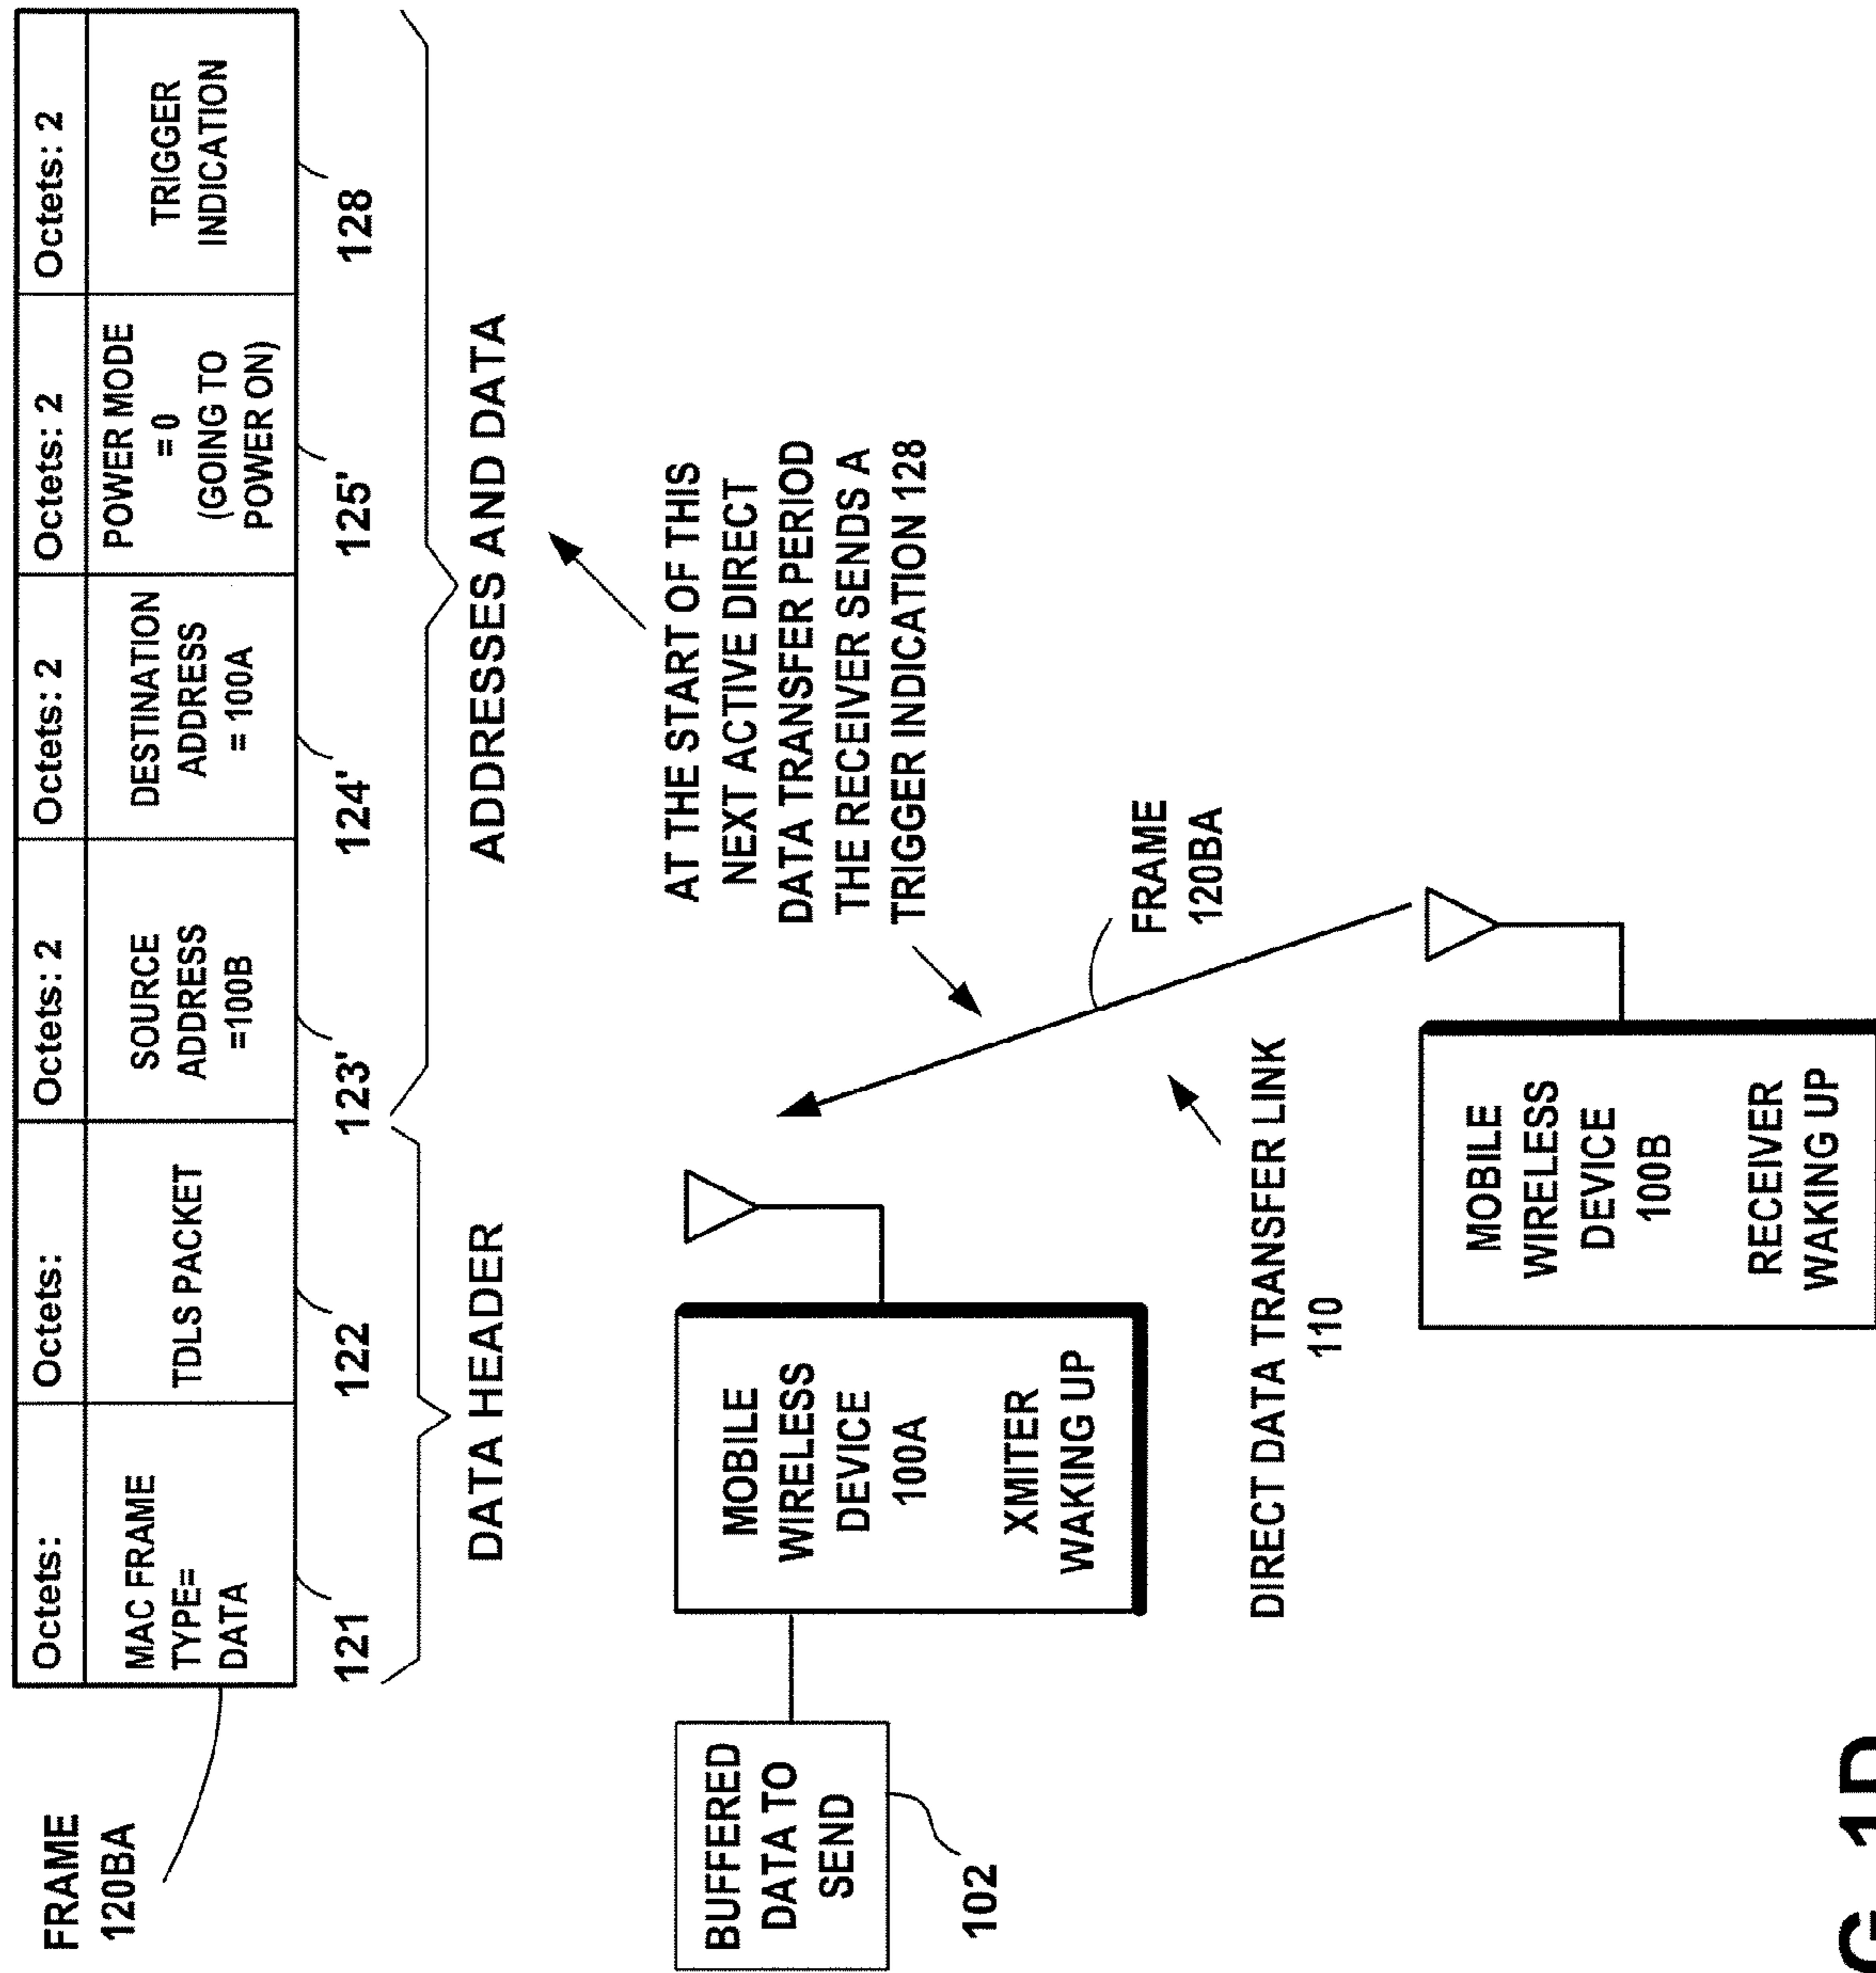 FRAME
120BA
Octets:
Octets:
Octets: 2
Octets: 2
Octets: 2
Octets: 2
MAC FRAME
TYPE=
DATA
TDLS PACKET
SOURCE
ADDRESS
=100B
DESTINATION
ADDRESS
= 100A
POWER MODE
= 0
(GOING TO
POWER ON)
TRIGGER
INDICATION
121
122
123'
124'
125'
128
DATA HEADER
ADDRESSES AND DATA
AT THE START OF THIS
NEXT ACTIVE DIRECT
DATA TRANSFER PERIOD
THE RECEIVER SENDS A
TRIGGER INDICATION 128
BUFFERED
DATA TO
SEND
102
MOBILE
WIRELESS
DEVICE
100A
XMITER
WAKING UP
FRAME
120BA
DIRECT DATA TRANSFER LINK
110
MOBILE
WIRELESS
DEVICE
100B
RECEIVER
WAKING UP